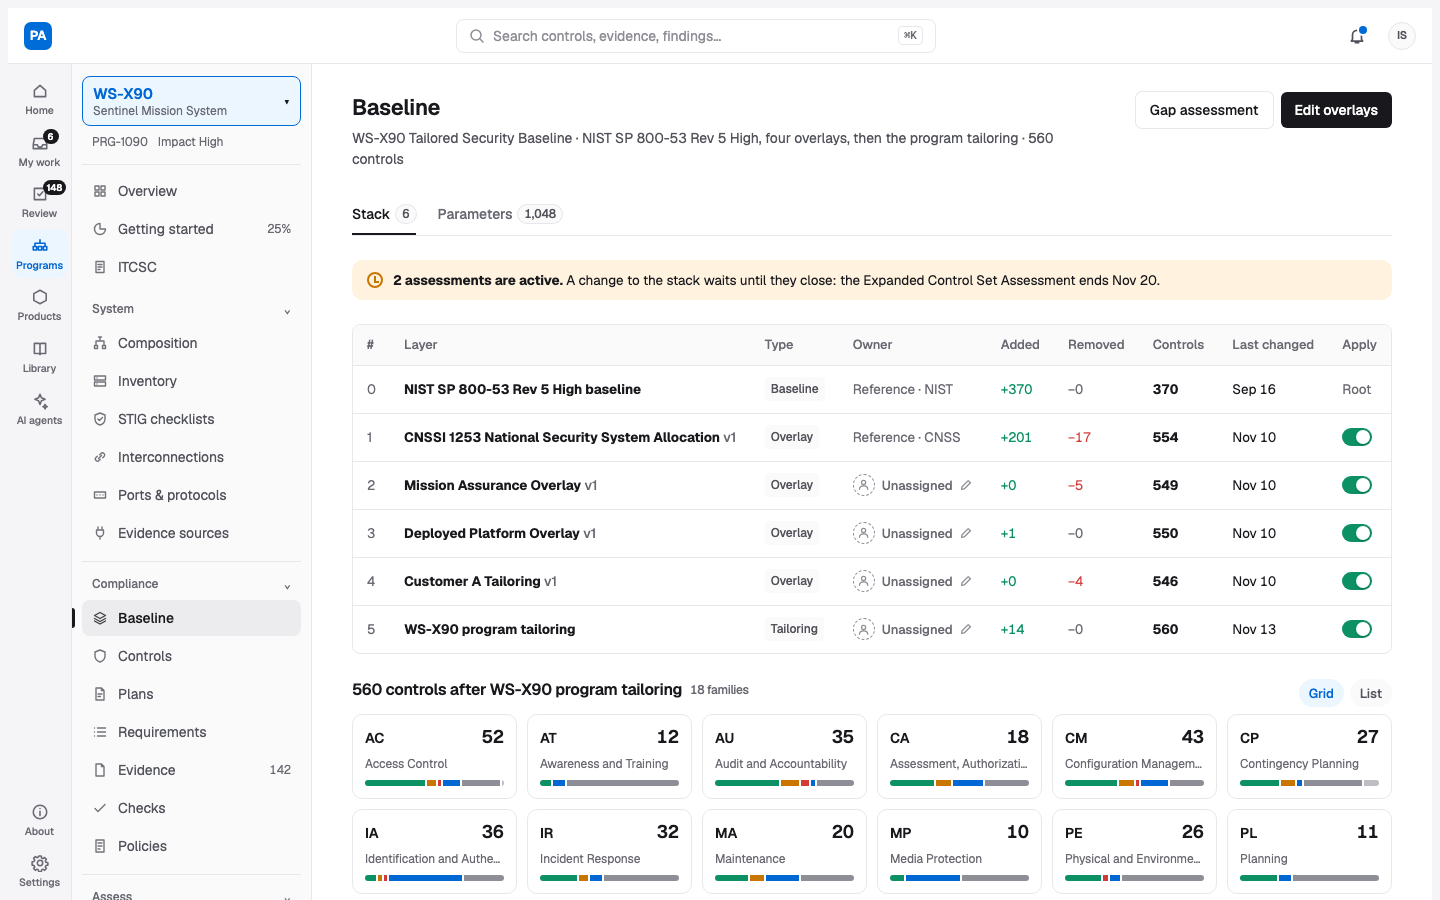 PA
Search controls, evidence, findings...
⌘K
IS
Home
6
My work
148
Review
Programs
Products
Library
AI agents
About
Settings
WS-X90
Sentinel Mission System
PRG-1090 Impact High
Overview
Getting started 25%
ITCSC
System
Composition
Inventory
STIG checklists
Interconnections
Ports & protocols
Evidence sources
Compliance
Baseline
Controls
Plans
Requirements
Evidence 142
Checks
Policies
Assess
Baseline
WS-X90 Tailored Security Baseline · NIST SP 800-53 Rev 5 High, four overlays, then the program tailoring · 560
controls
Gap assessment
Edit overlays
Stack 6 Parameters 1,048
2 assessments are active. A change to the stack waits until they close: the Expanded Control Set Assessment ends Nov 20.
# Layer Type Owner Added Removed Controls Last changed Apply
0 NIST SP 800-53 Rev 5 High baseline Baseline Reference · NIST +370 −0 370 Sep 16 Root
1 CNSSI 1253 National Security System Allocation v1 Overlay Reference · CNSS +201 −17 554 Nov 10
2 Mission Assurance Overlay v1 Overlay Unassigned +0 −5 549 Nov 10
3 Deployed Platform Overlay v1 Overlay Unassigned +1 −0 550 Nov 10
4 Customer A Tailoring v1 Overlay Unassigned +0 −4 546 Nov 10
5 WS-X90 program tailoring Tailoring Unassigned +14 −0 560 Nov 13
560 controls after WS-X90 program tailoring 18 families
Grid List
AC 52
Access Control
AT 12
Awareness and Training
AU 35
Audit and Accountability
CA 18
Assessment, Authorizati...
CM 43
Configuration Managem...
CP 27
Contingency Planning
IA 36
Identification and Authe...
IR 32
Incident Response
MA 20
Maintenance
MP 10
Media Protection
PE 26
Physical and Environme...
PL 11
Planning